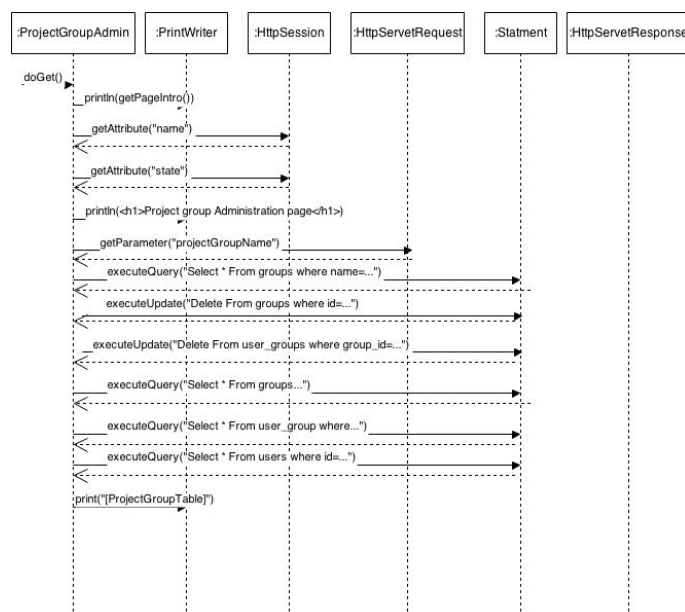 :ProjectGroupAdmin :PrintWriter :HttpSession :HttpServetRequest :Statment :HttpServetResponse
doGet()
println(getPageIntro())
getAttribute("name")
getAttribute("state")
println(<h1>Project group Administration page</h1>)
getParameter("projectGroupName")
executeQuery("Select * From groups where name=...")
executeUpdate("Delete From groups where id=...")
executeUpdate("Delete From user_groups where group_id=...")
executeQuery("Select * From groups...")
executeQuery("Select * From user_group where...")
executeQuery("Select * From users where id=...")
print("[ProjectGroupTable]")